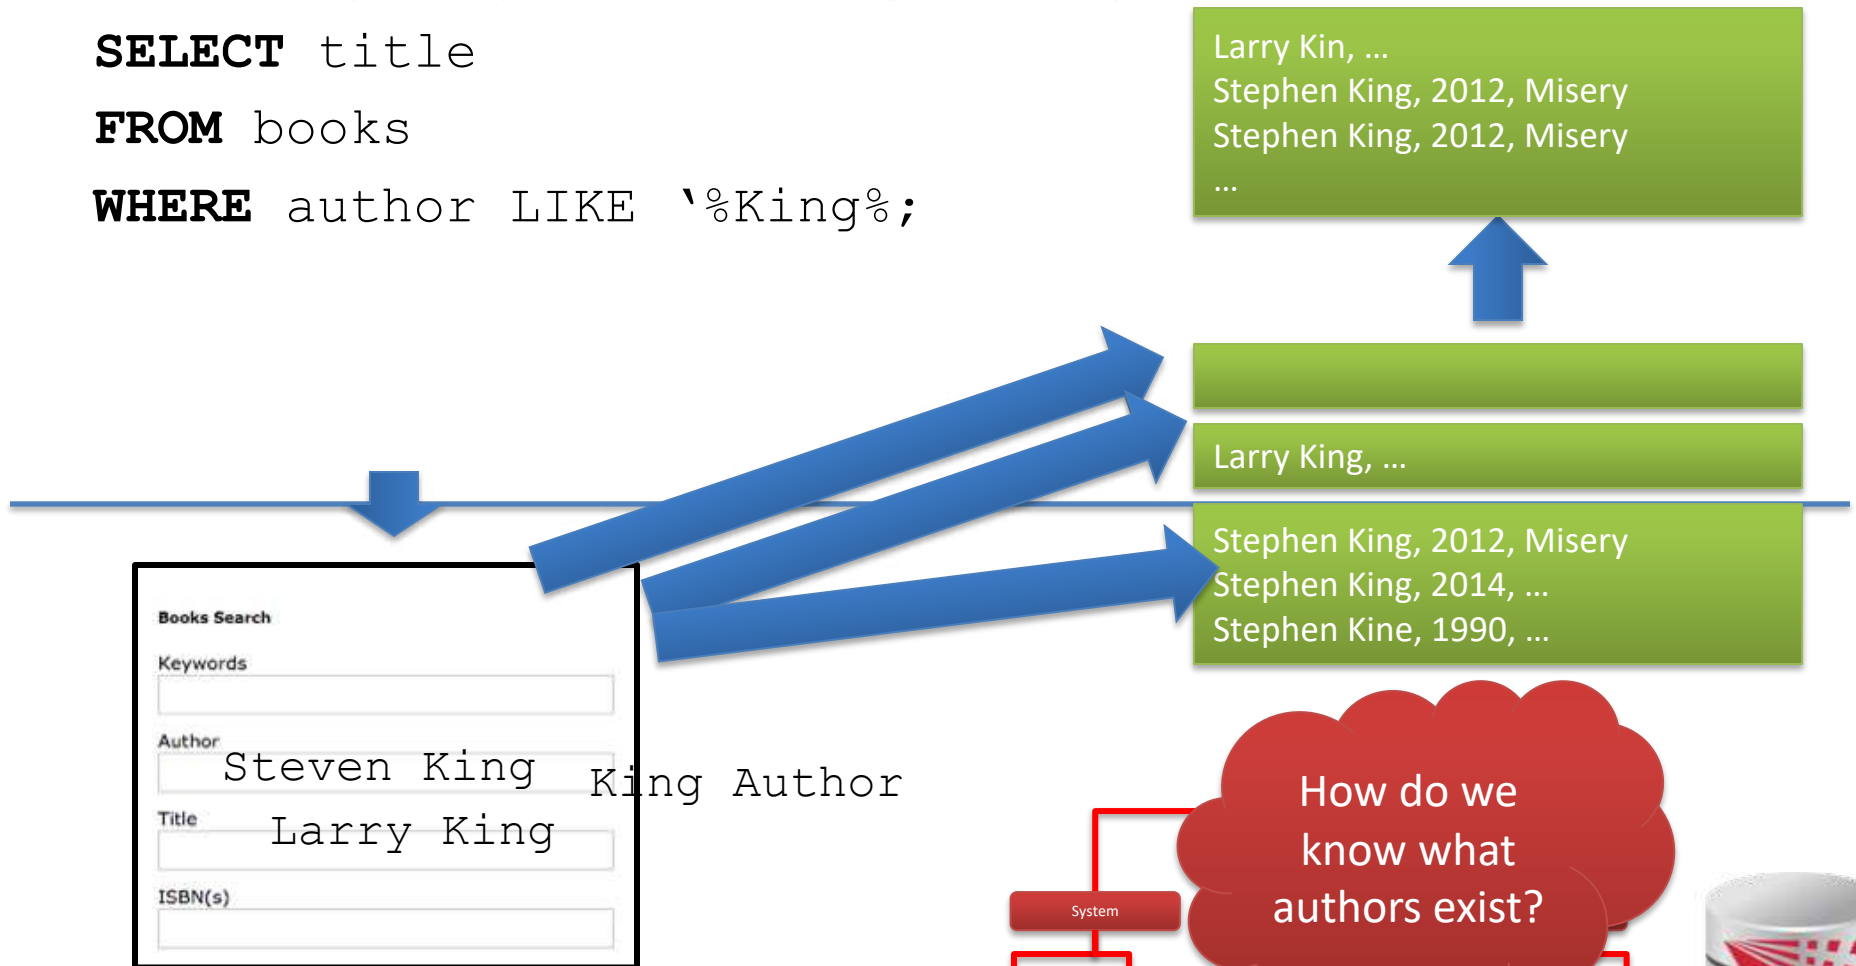 SELECT title
FROM books
WHERE author LIKE ‘%King%;
Larry Kin, …
Stephen King, 2012, Misery
Stephen King, 2012, Misery
…
Larry King, …
Stephen King, 2012, Misery
Stephen King, 2014, …
Stephen Kine, 1990, …
Books Search
Keywords
Author
Steven King
King Author
Title
Larry King
ISBN(s)
How do we
know what
authors exist?
System